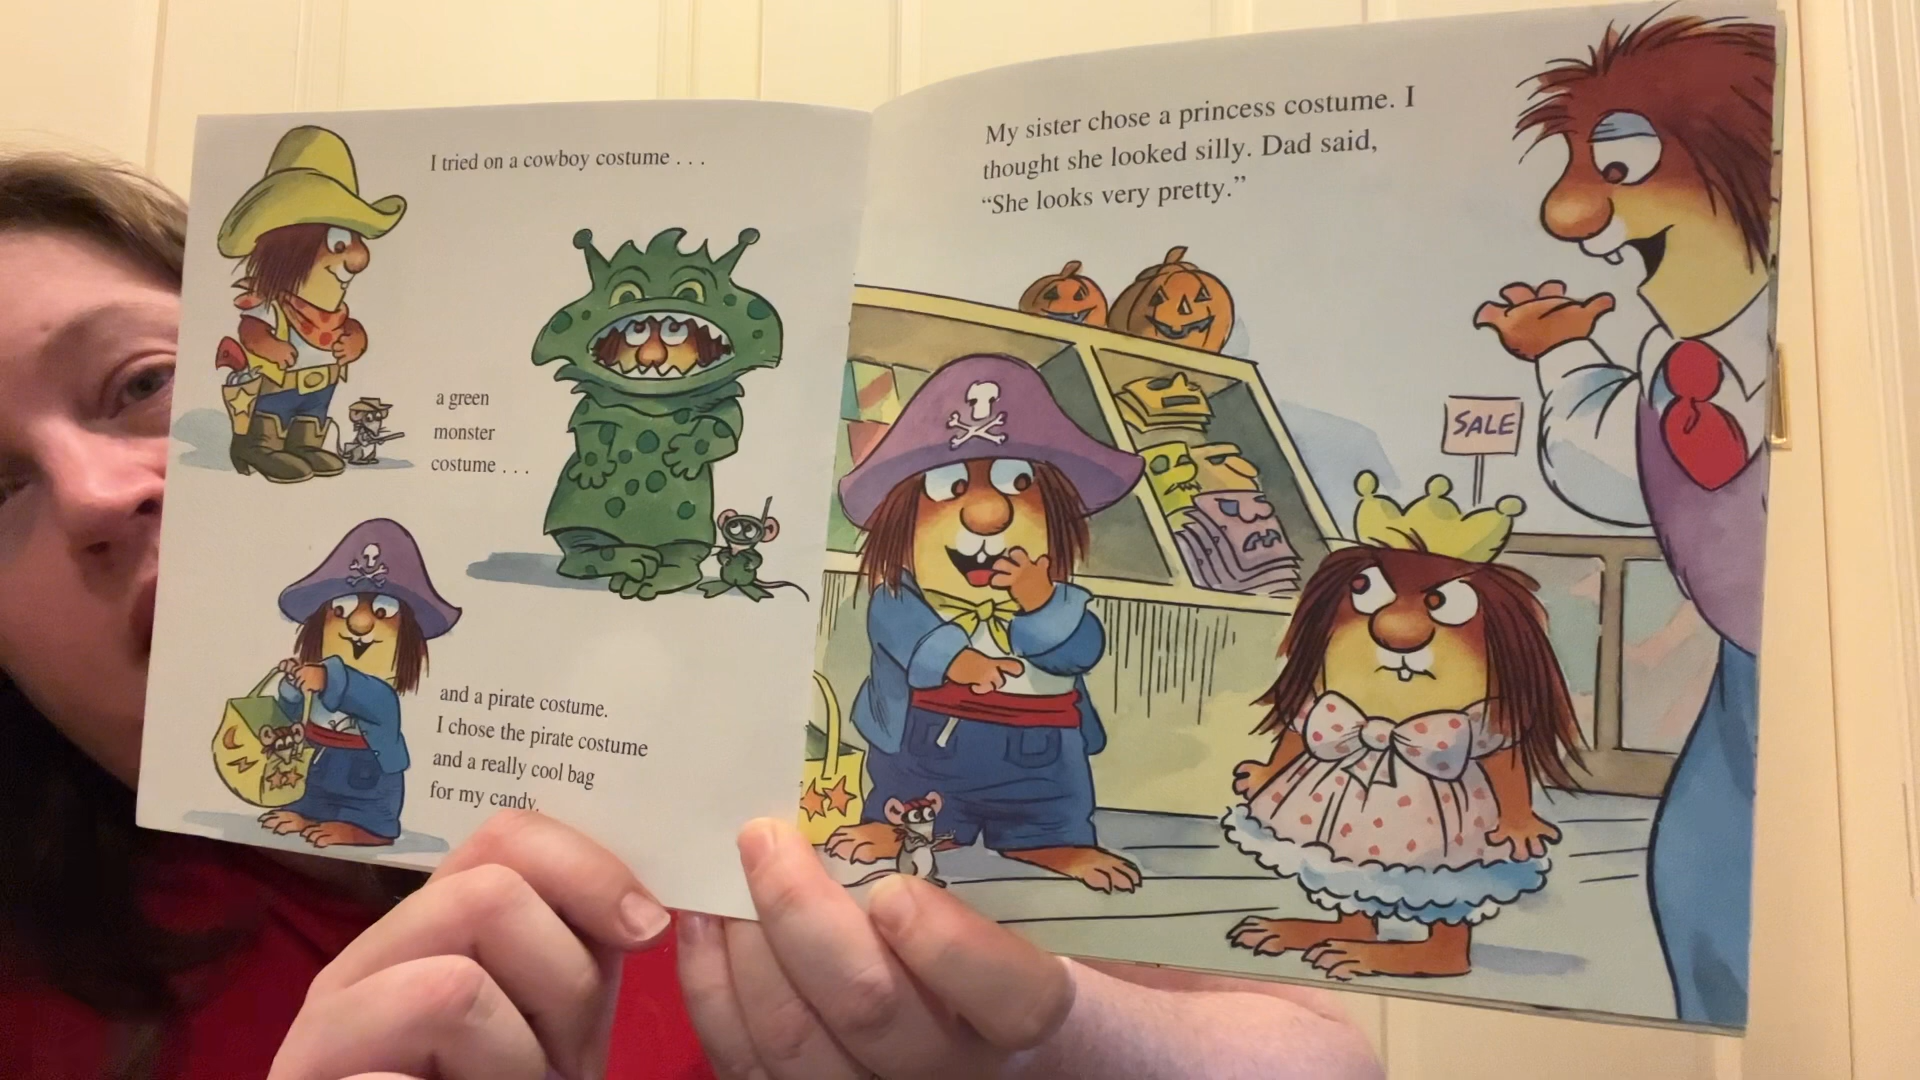 I tried on a cowboy costume . . .
a green
monster
costume . . .
and a pirate costume.
I chose the pirate costume
and a really cool bag
for my candy.
My sister chose a princess costume. I
thought she looked silly. Dad said,
“She looks very pretty.”
SALE